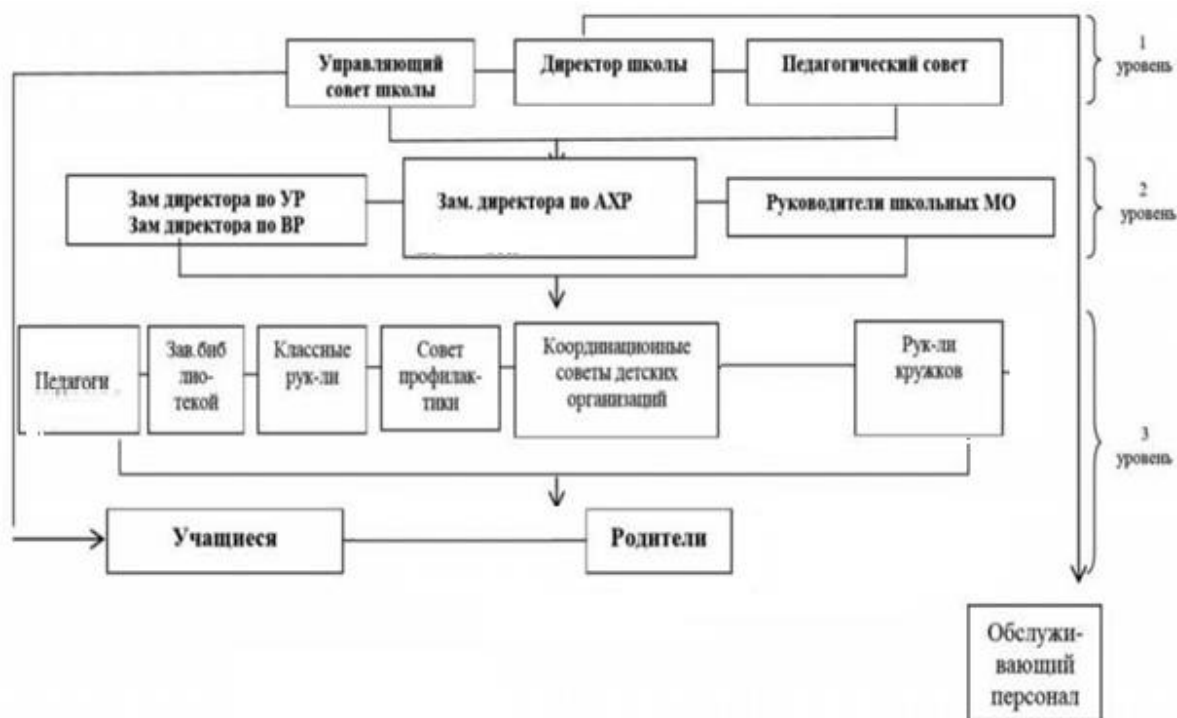 Управляющий
совет школы
Директор школы
Педагогический совет
1
уровень
Зам директора по УР
Зам директора по ВР
Зам. директора по АХР
Руководители школьных МО
2
уровень
Педагоги
Зав.биб
лио-
текой
Классные
рук-ли
Совет
профилак-
тики
Координационные
советы детских
организаций
Рук-ли
кружков
3
уровень
Учащиеся
Родители
Обслужи-
вающий
персонал